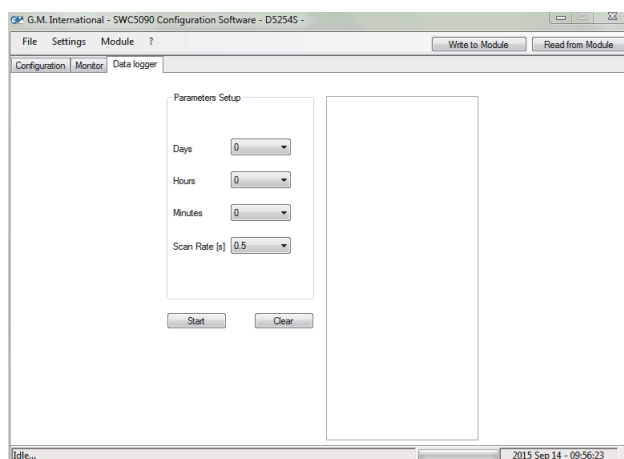 G.M. International - SWC5090 Configuration Software - D5254S -
File Settings Module ? Write to Module Read from Module
Configuration Monitor Data logger
Parameters Setup
Days 0
Hours 0
Minutes 0
Scan Rate [s] 0.5
Start Clear
Idle... 2015 Sep 14 - 09:56:23